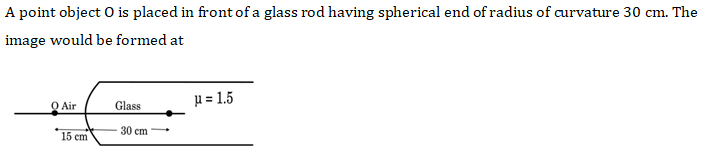 A point object O is placed in front of a glass rod having spherical end of radius of curvature 30 cm. The
image would be formed at
μ = 1.5
O Air Glass
30 cm
15 cm